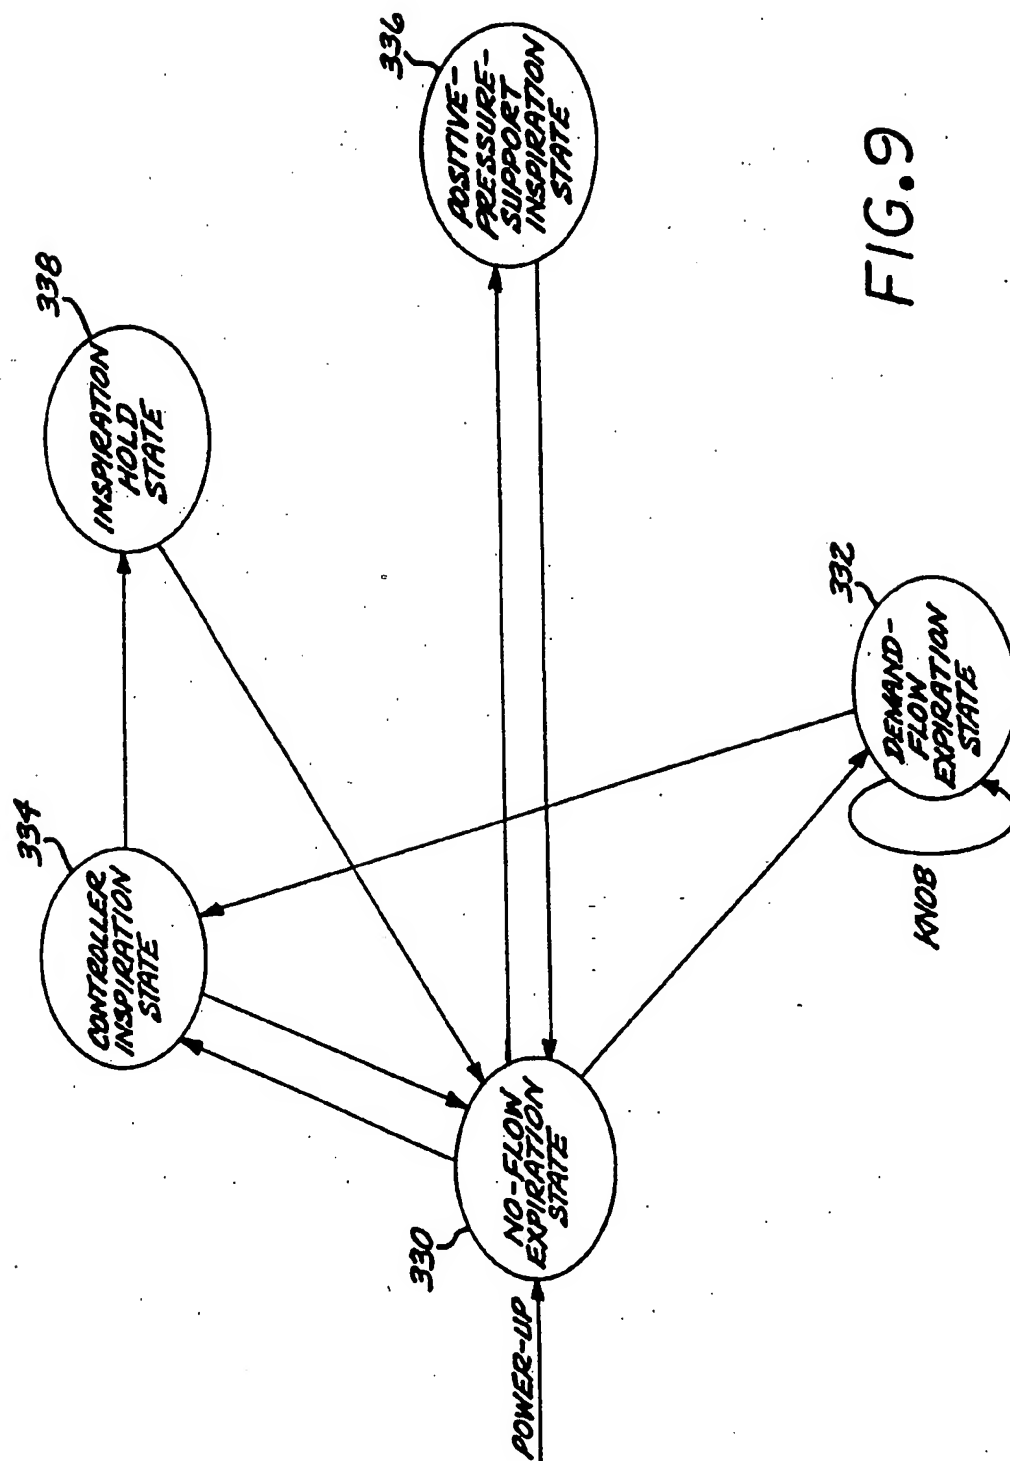 334
CONTROLLER
INSPIRATION
STATE
338
INSPIRATION
HOLD
STATE
POWER-UP
330
NO-FLOW
EXPIRATION
STATE
336
POSITIVE-
PRESSURE-
SUPPORT
INSPIRATION
STATE
KNOB
332
DEMAND-
FLOW
EXPIRATION
STATE
FIG.9